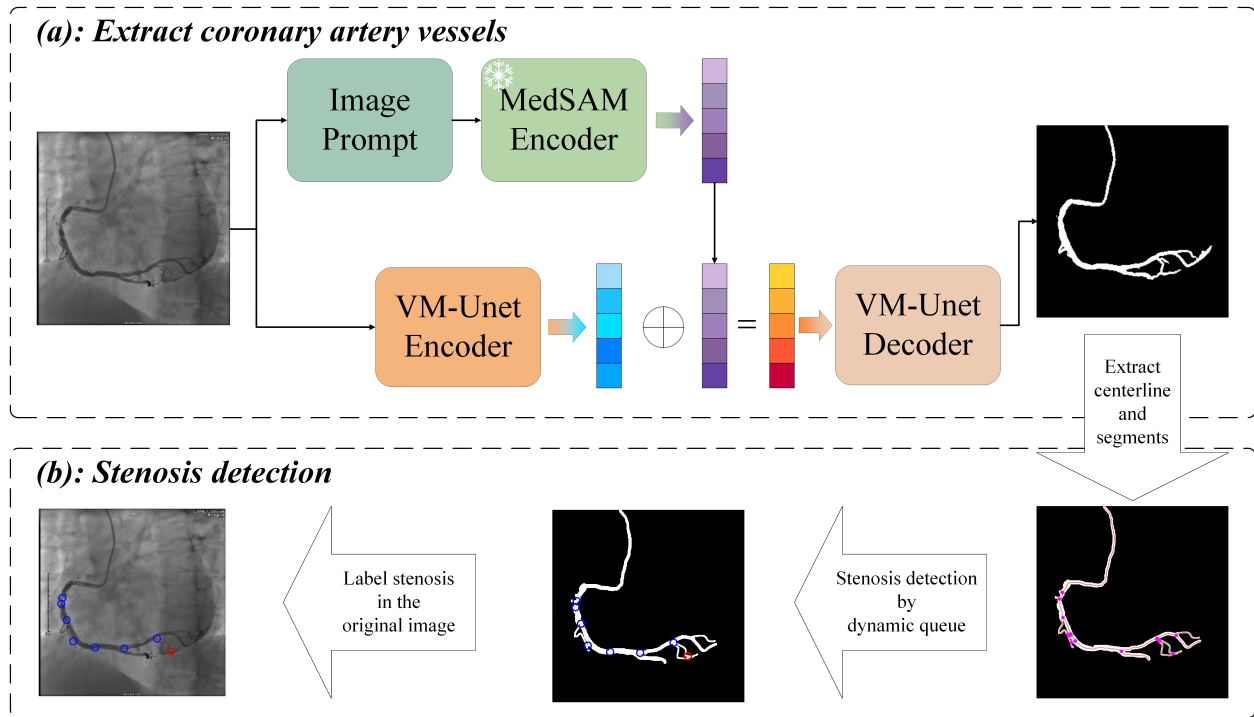 (a): Extract coronary artery vessels
Image
Prompt
MedSAM
Encoder
VM-Unet
Encoder
=
VM-Unet
Decoder
Extract
centerline
and
segments
(b): Stenosis detection
Label stenosis
in the
original image
Stenosis detection
by
dynamic queue